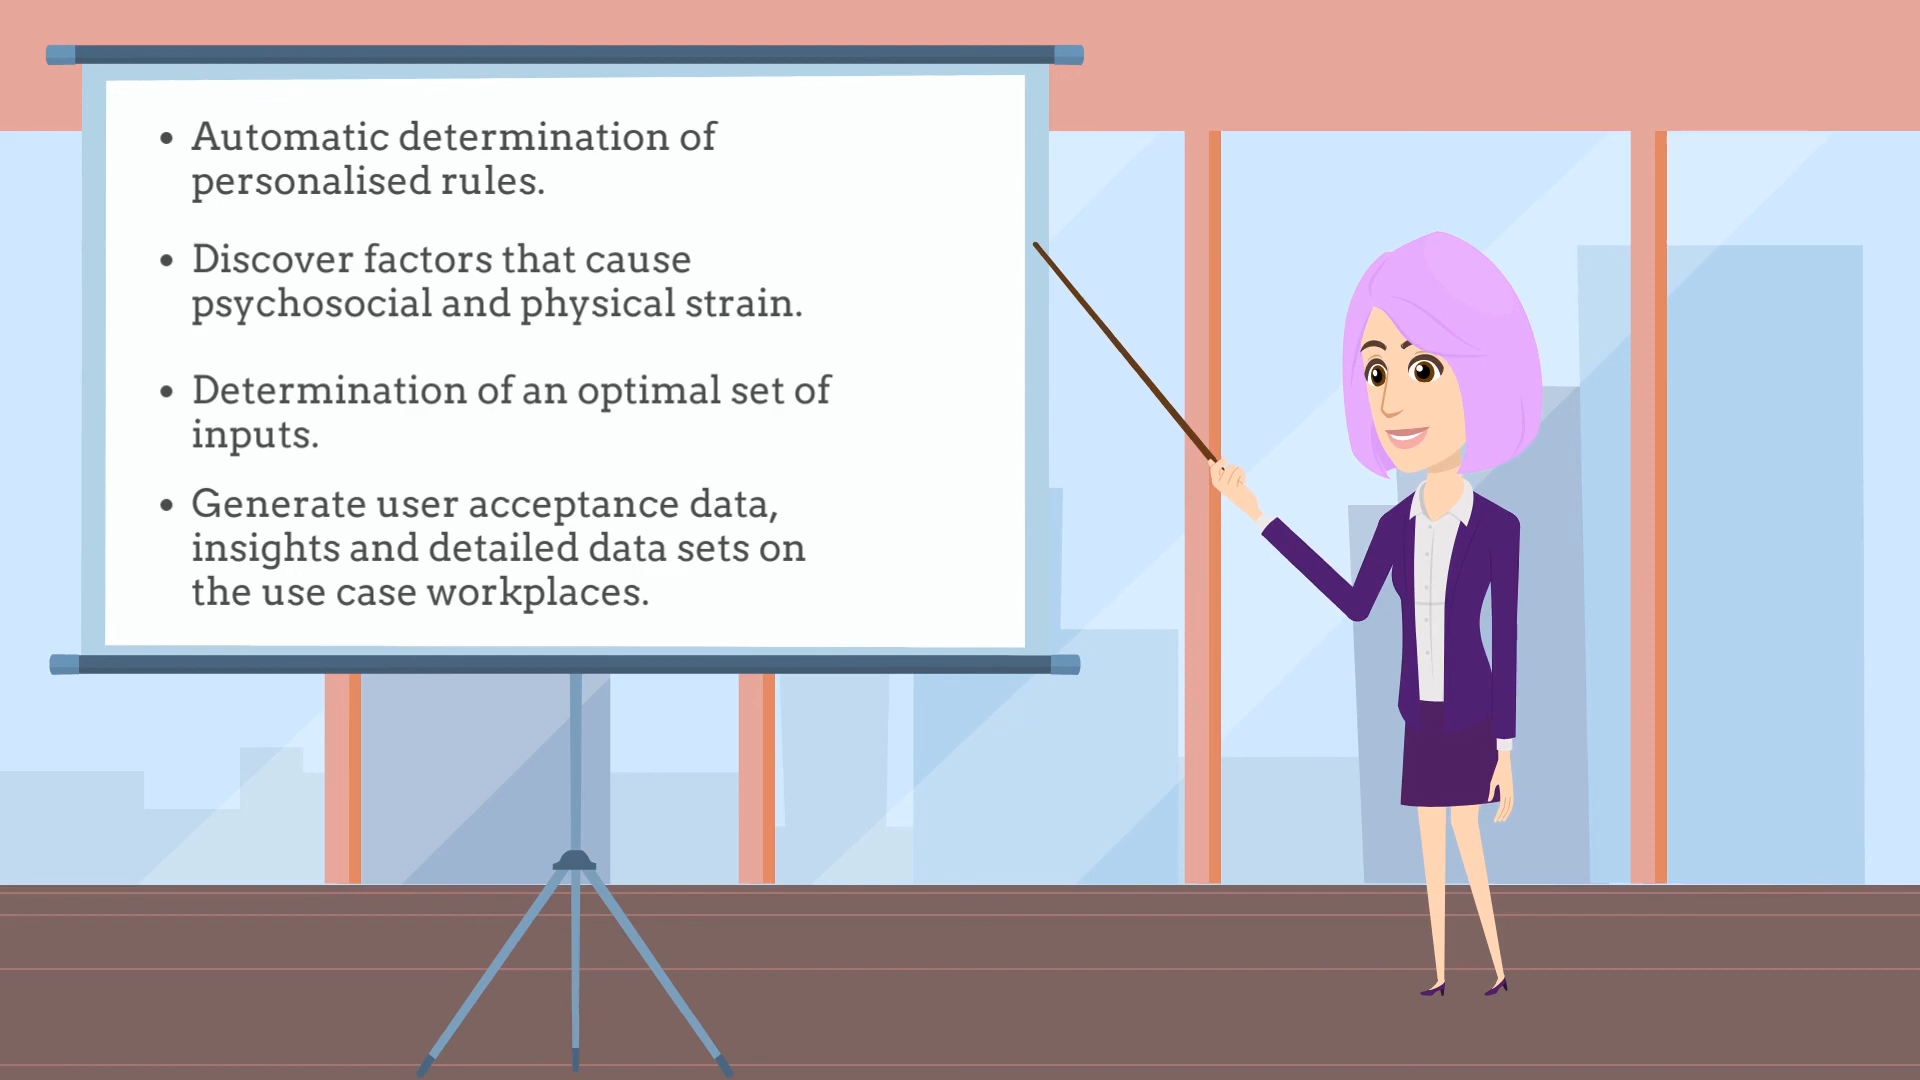 • Automatic determination of
personalised rules.
• Discover factors that cause
psychosocial and physical strain.
• Determination of an optimal set of
inputs.
• Generate user acceptance data,
insights and detailed data sets on
the use case workplaces.